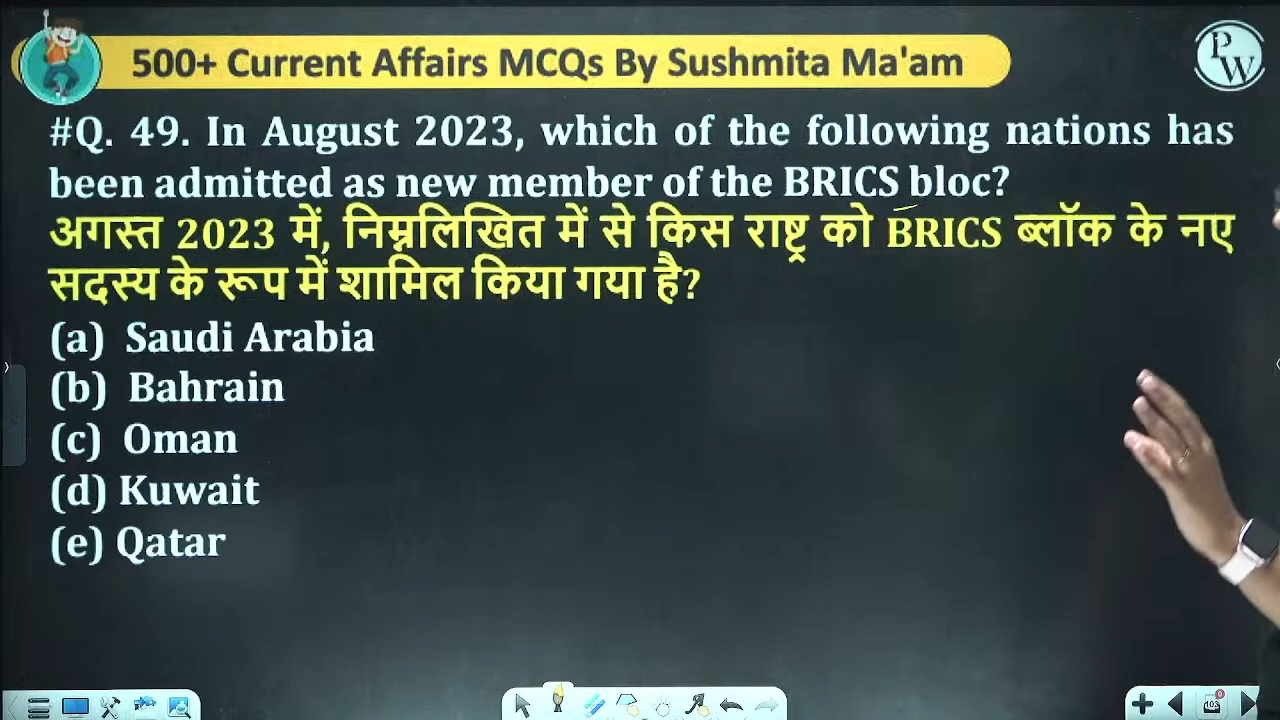 500+ Current Affairs MCQs By Sushmita Ma'am
PW
#Q. 49. In August 2023, which of the following nations has
been admitted as new member of the BRICS bloc?
अगस्त 2023 में, निम्नलिखित में से किस राष्ट्र को BRICS ब्लॉक के नए
सदस्य के रूप में शामिल किया गया है?
(a) Saudi Arabia
(b) Bahrain
(c) Oman
(d) Kuwait
(e) Qatar